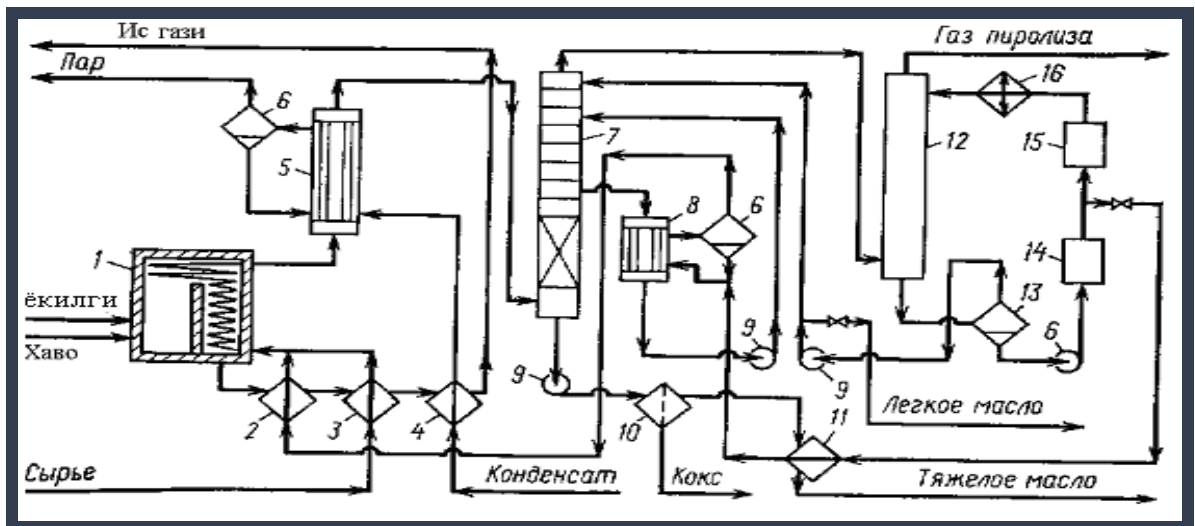 Ис гази
Газ пиролиза
Пар
16
6
7
12
15
5
8
6
1
14
13
ёкилги
Хаво
9
6
9
9
Легкое масло
2
3
4
10
11
Сырье
Конденсат
Кокс
Тяжелое масло